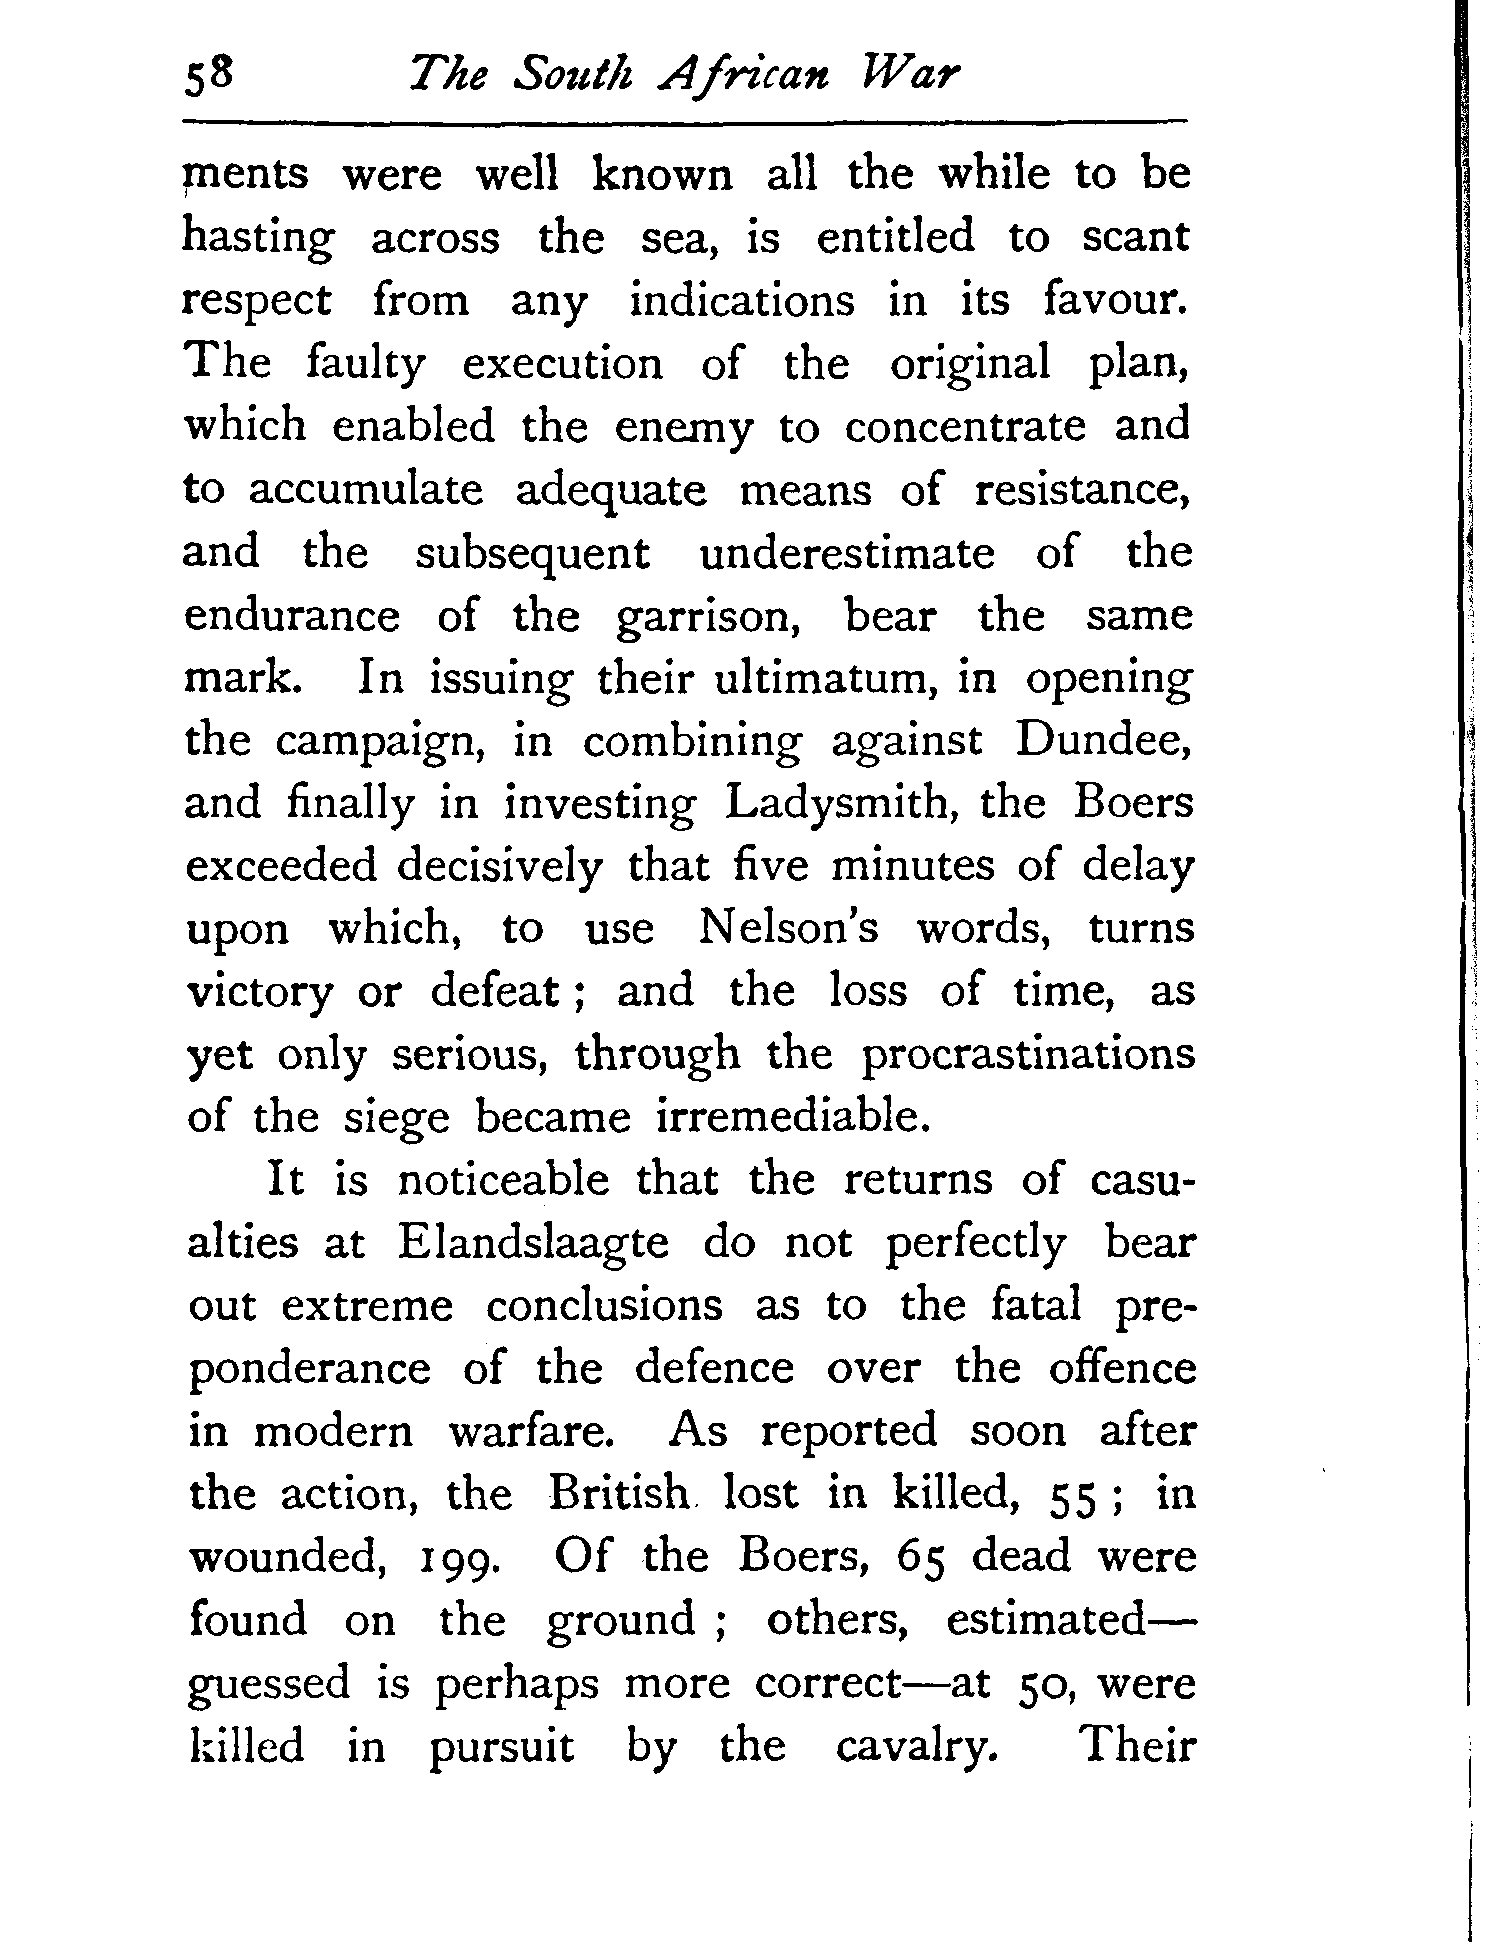 58 The South African War
ments were well known all the while to be
hasting across the sea, is entitled to scant
respect from any indications in its favour.
The faulty execution of the original plan,
which enabled the enemy to concentrate and
to accumulate adequate means of resistance,
and the subsequent underestimate of the
endurance of the garrison, bear the same
mark. In issuing their ultimatum, in opening
the campaign, in combining against Dundee,
and finally in investing Ladysmith, the Boers
exceeded decisively that five minutes of delay
upon which, to use Nelson's words, turns
victory or defeat ; and the loss of time, as
yet only serious, through the procrastinations
of the siege became irremediable.
It is noticeable that the returns of casu-
alties at Elandslaagte do not perfectly bear
out extreme conclusions as to the fatal pre-
ponderance of the defence over the offence
in modern warfare. As reported soon after
the action, the British lost in killed, 55 ; in
wounded, 199. Of the Boers, 65 dead were
found on the ground ; others, estimated—
guessed is perhaps more correct—at 50, were
killed in pursuit by the cavalry. Their